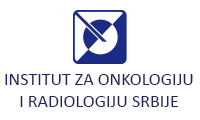 INSTITUT ZA ONKOLOGIJU
I RADIOLOGIJU SRBIJE